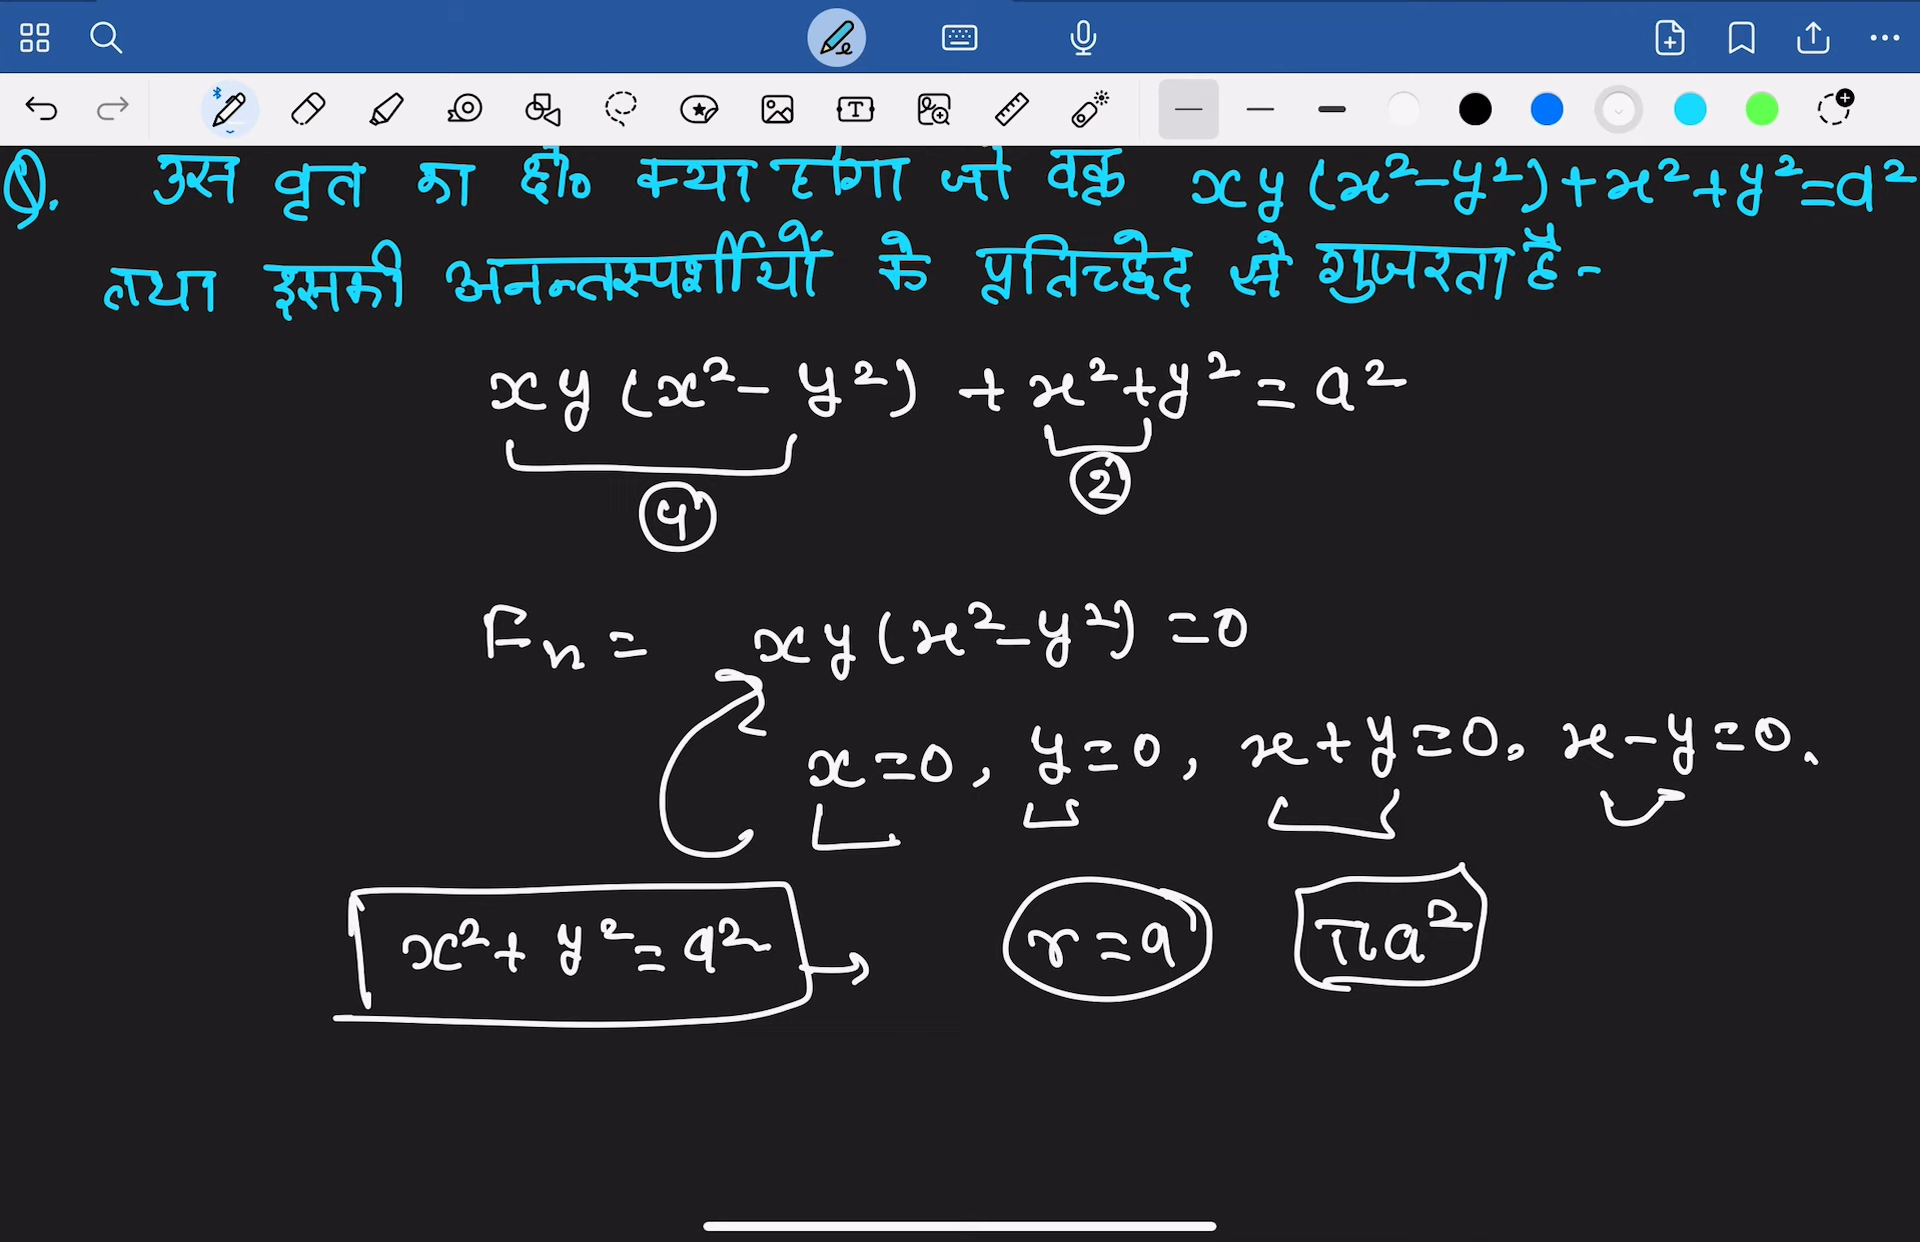 Q. उस वृत का क्षे० क्या होगा जो वक्र xy(x²-y²)+x²+y²=a²
तथा इसकी अनन्तस्पर्शीयों के प्रतिच्छेद से गुजरता है -
xy(x²-y²) + x²+y² = a²
4 2
Fn = xy(x²-y²) = 0
x=0, y=0, x+y=0, x-y=0.
x²+y²=a² → r=a πa²